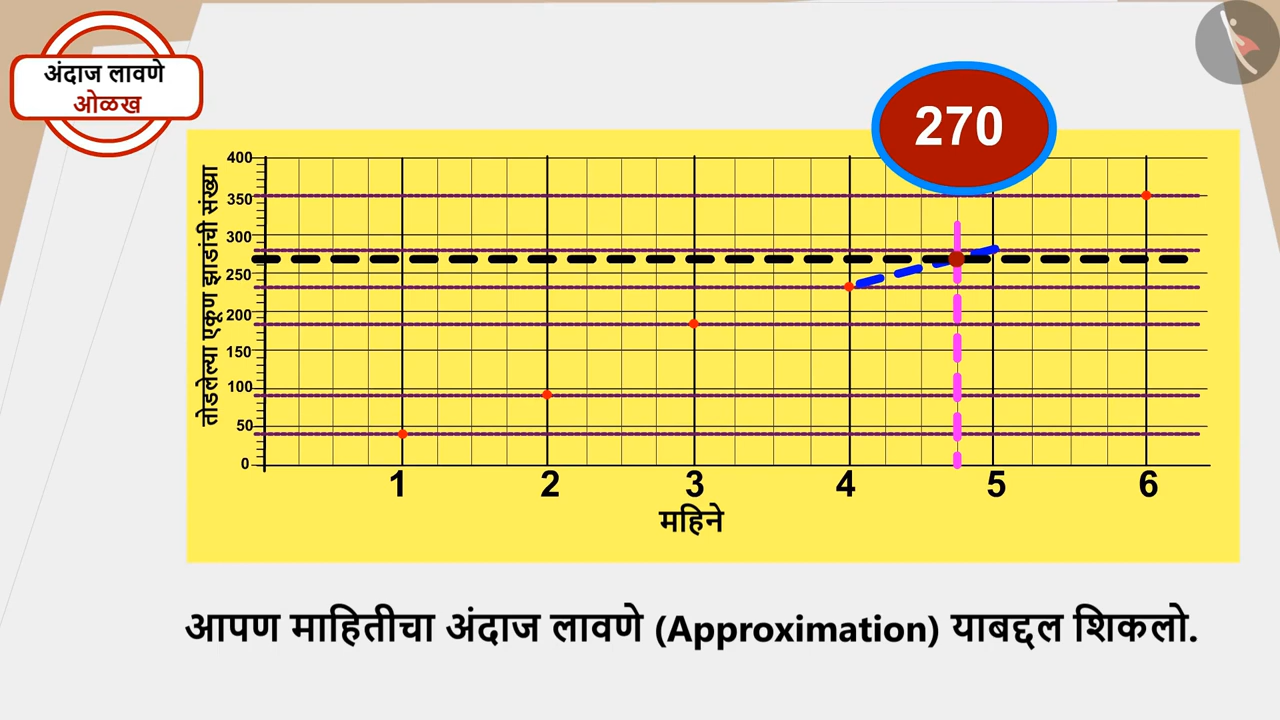 अंदाज लावणे
ओळख
270
तोडलेल्या एकूण झाडांची संख्या
400
350
300
250
200
150
100
50
0
1 2 3 4 5 6
महिने
आपण माहितीचा अंदाज लावणे (Approximation) याबद्दल शिकलो.